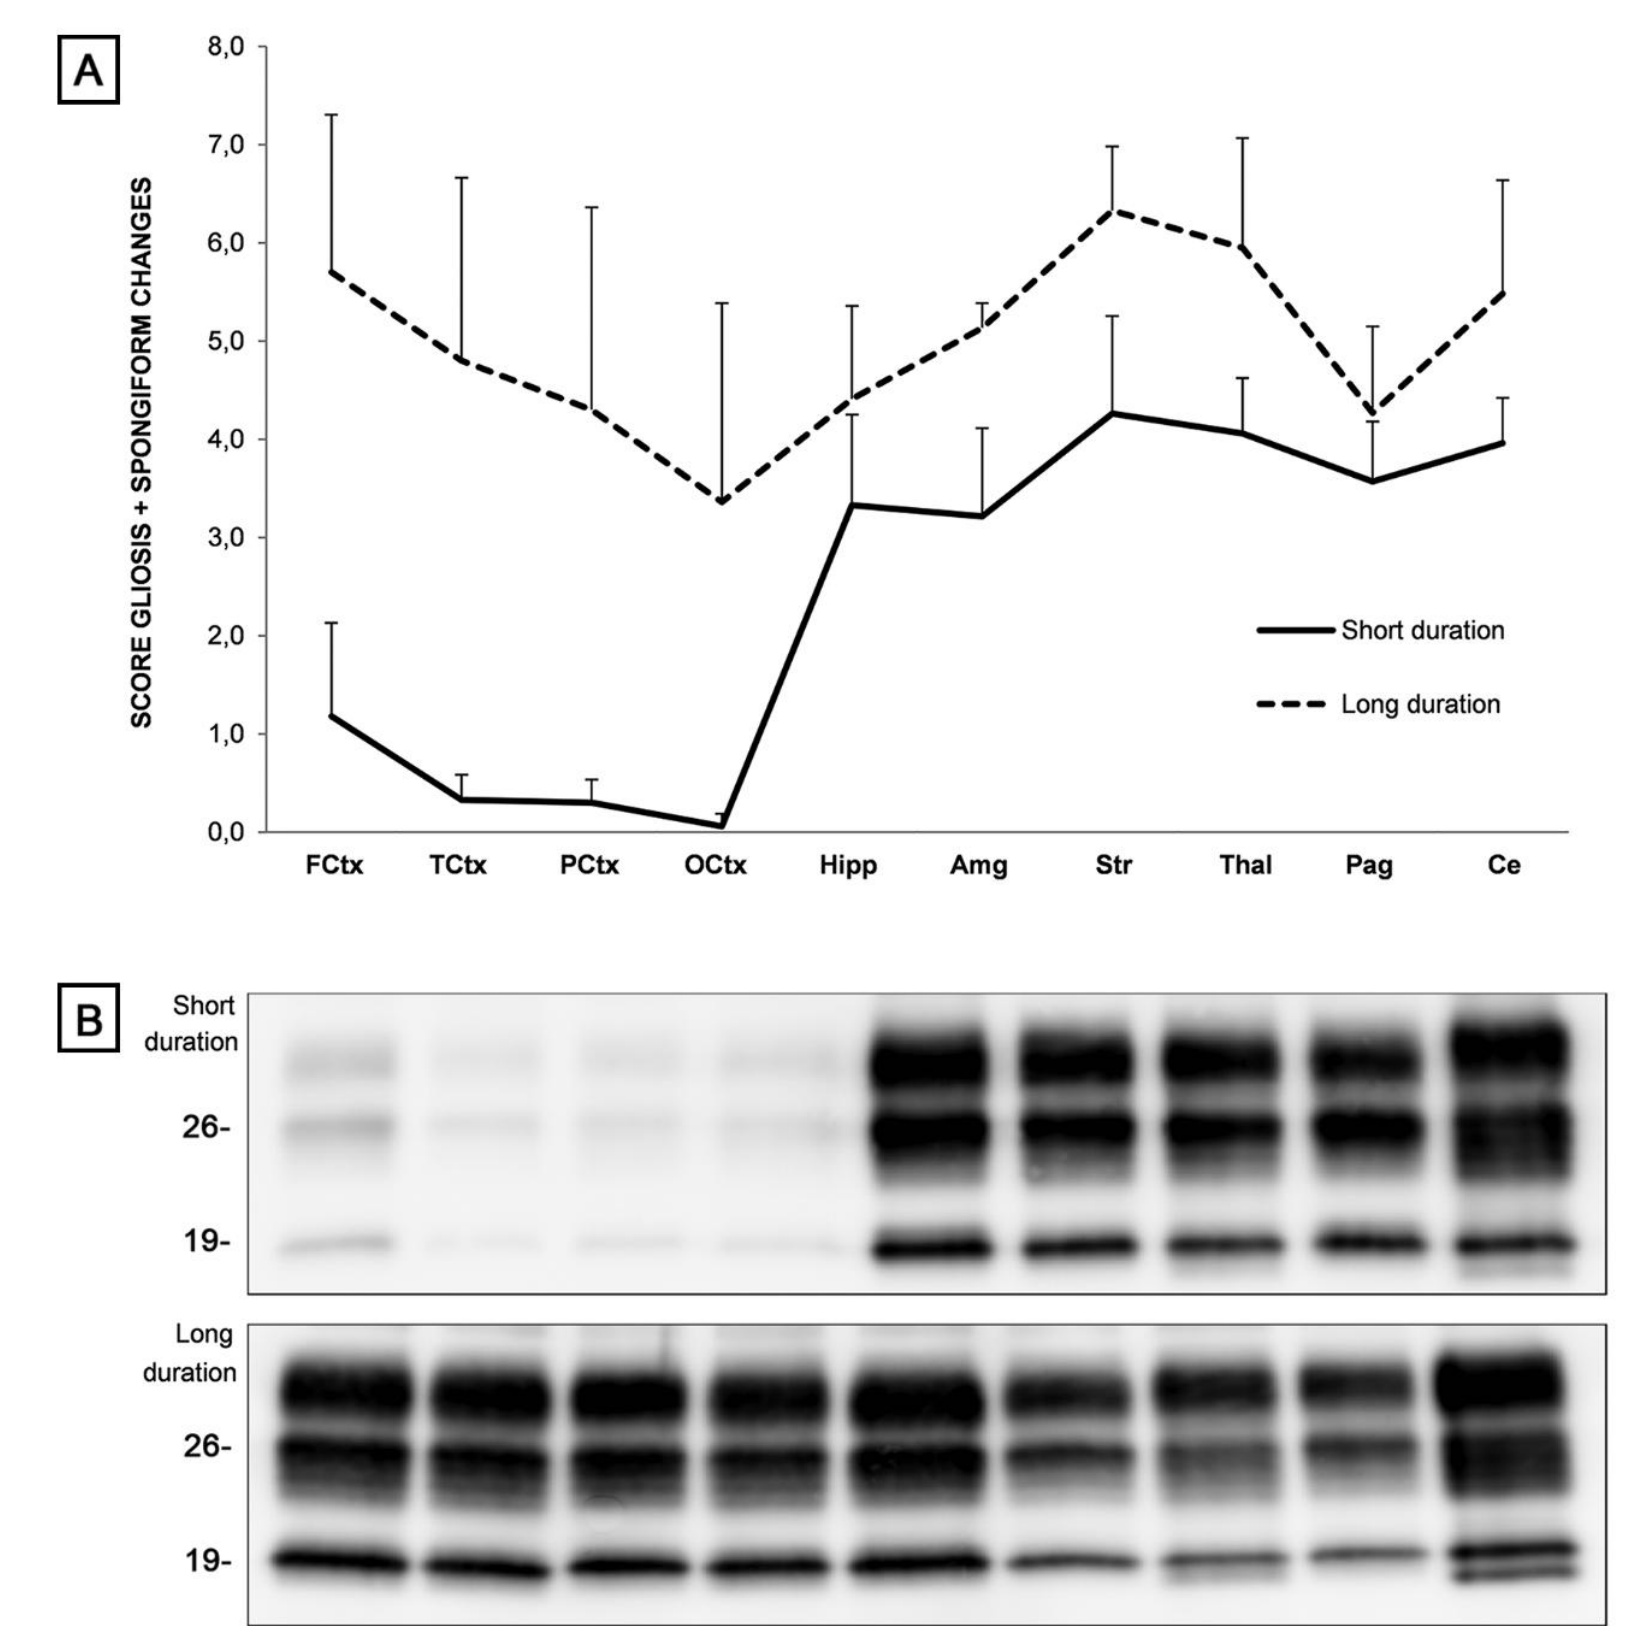 A
8,0
7,0
6,0
5,0
4,0
3,0
2,0
1,0
0,0
SCORE GLIOSIS + SPONGIFORM CHANGES
Short duration
Long duration
FCtx TCtx PCtx OCtx Hipp Amg Str Thal Pag Ce
B
Short
duration
26-
19-
Long
duration
26-
19-